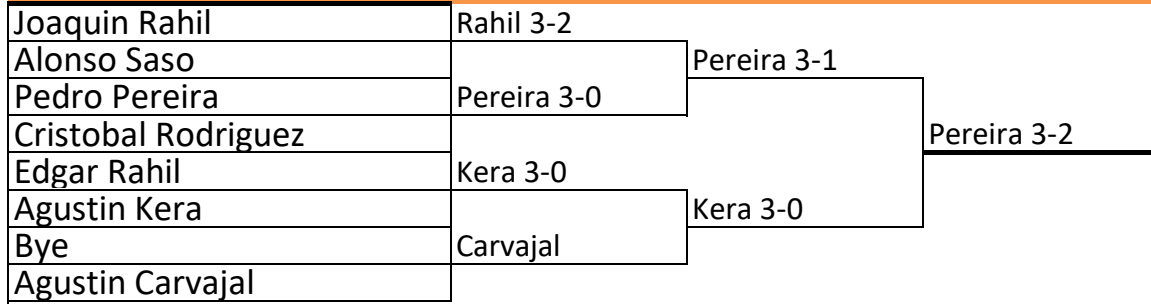 Joaquin Rahil Rahil 3-2
Alonso Saso Pereira 3-1
Pedro Pereira Pereira 3-0
Cristobal Rodriguez Pereira 3-2
Edgar Rahil Kera 3-0
Agustin Kera Kera 3-0
Bye Carvajal
Agustin Carvajal